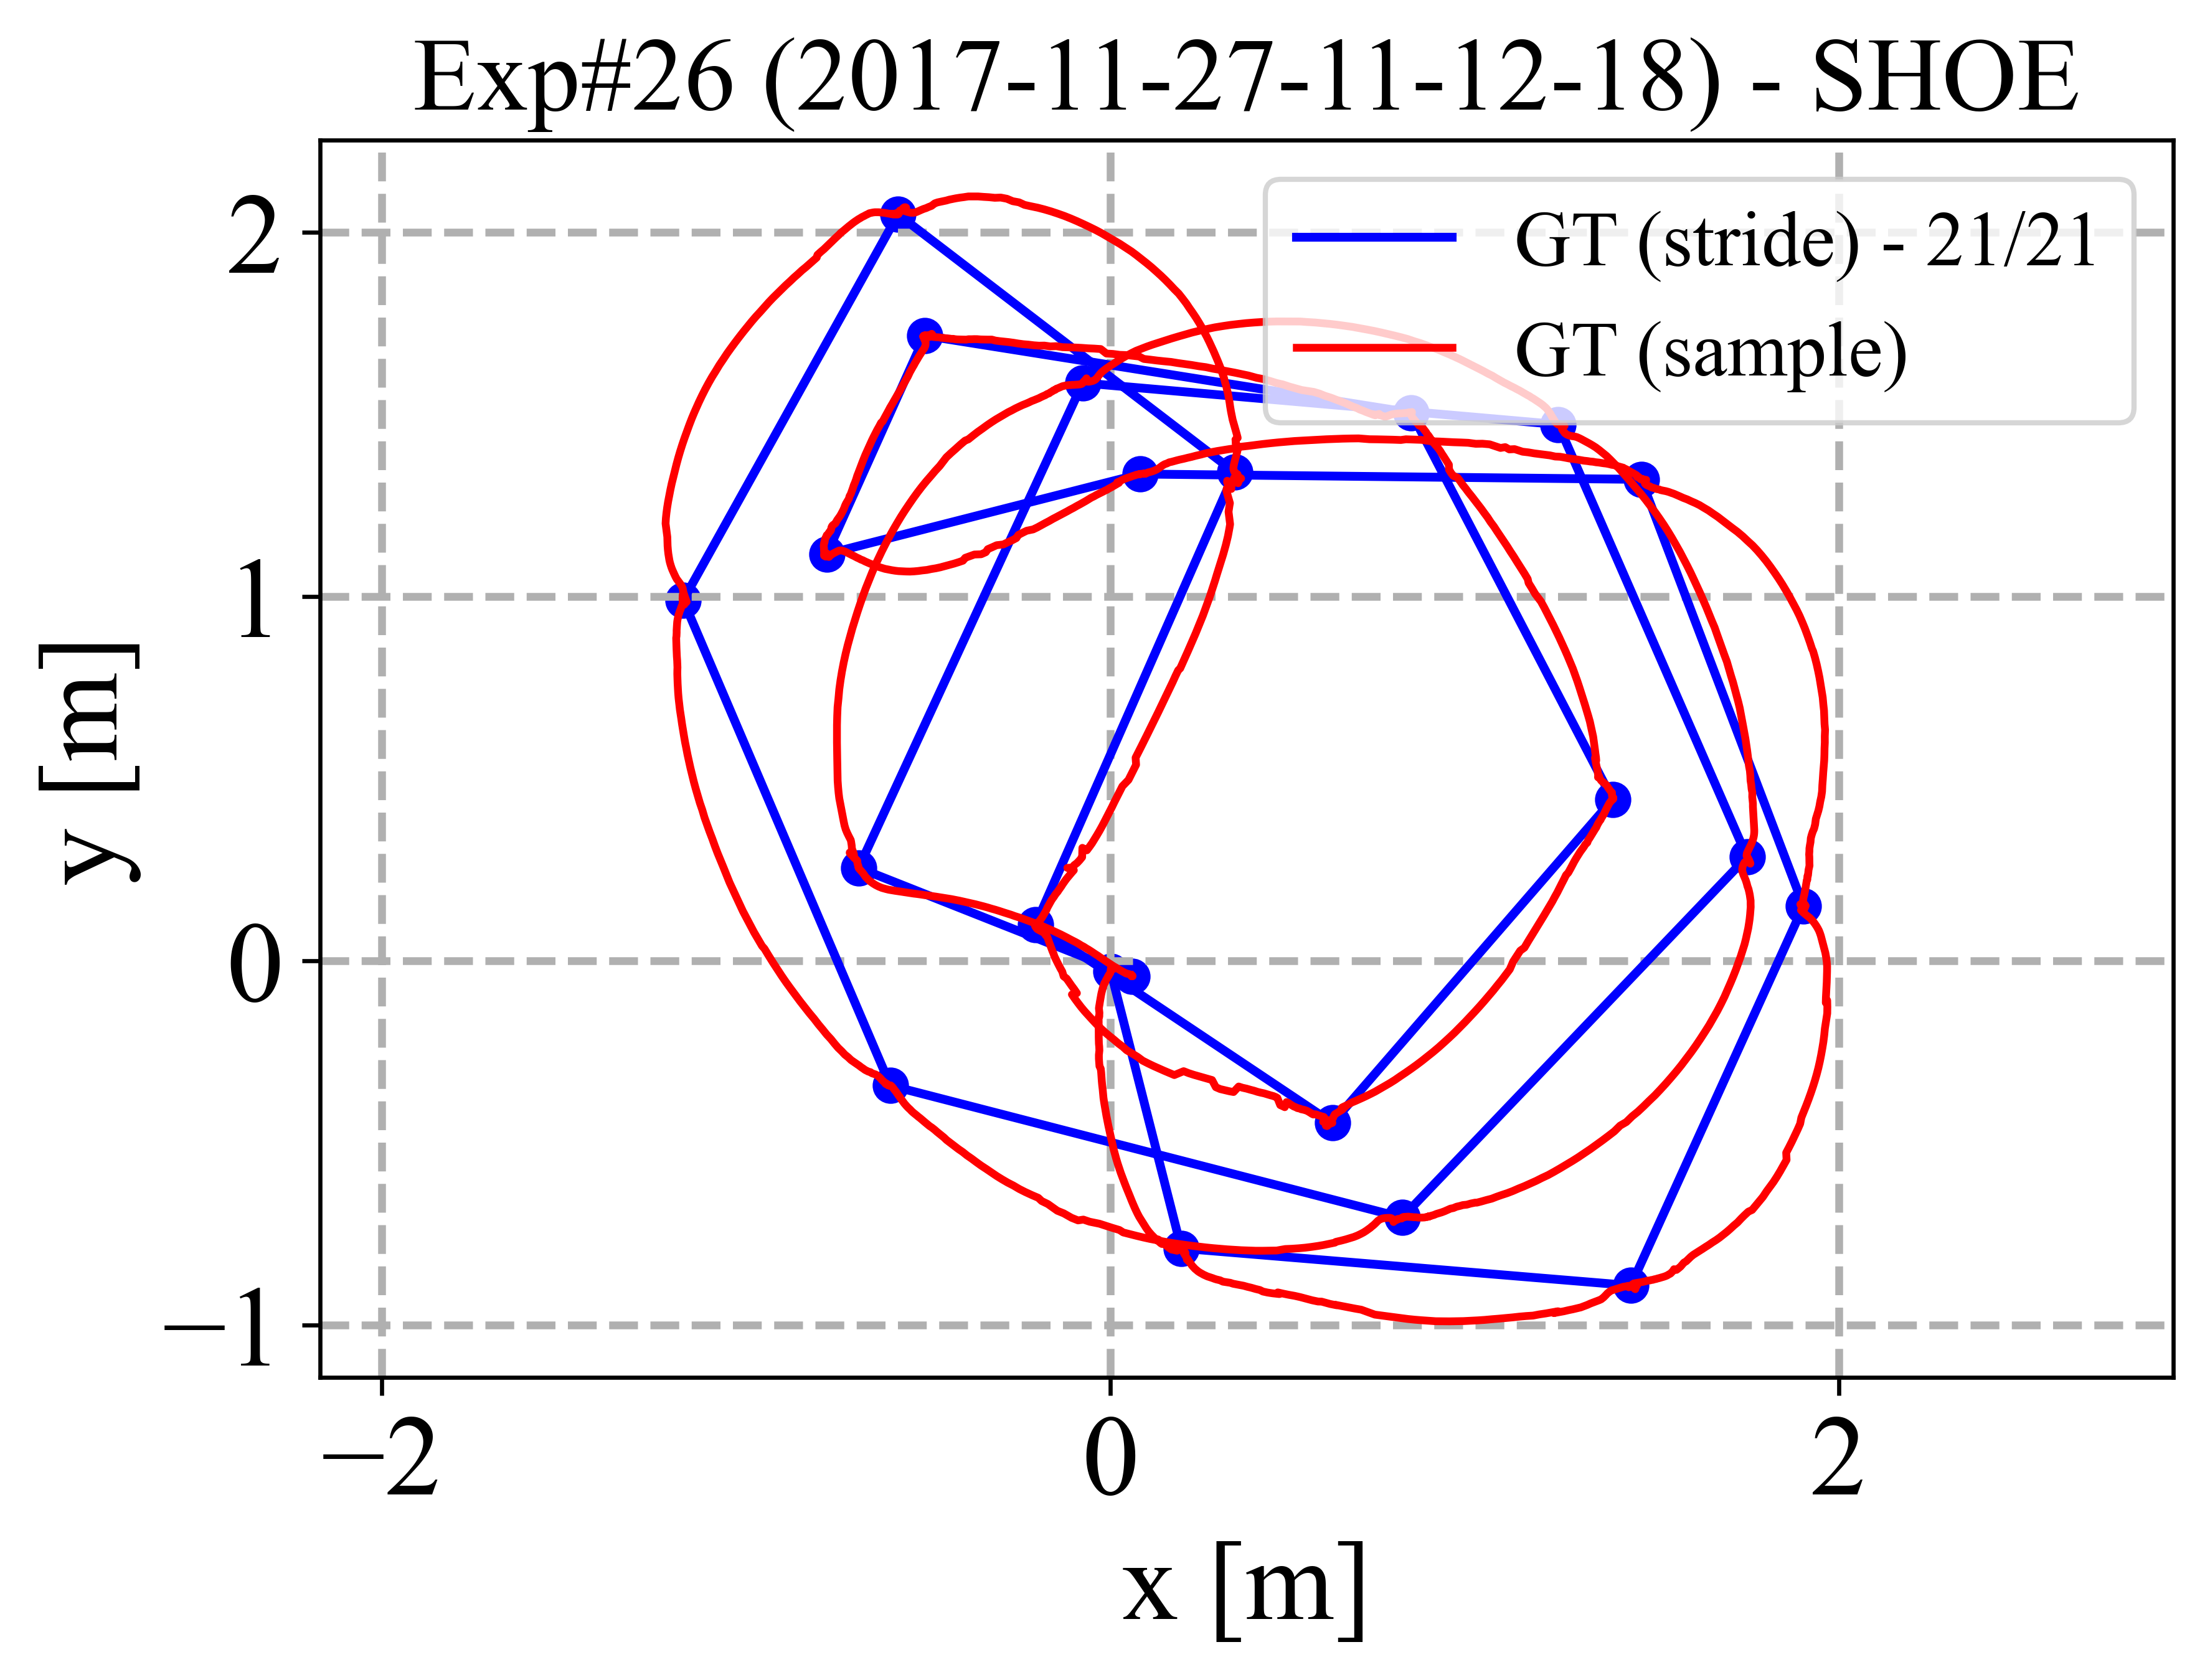 Exp#26 (2017-11-27-11-12-18) - SHOE
GT (stride) - 21/21
GT (sample)
2
1
0
−1
y [m]
−2
0
2
x [m]